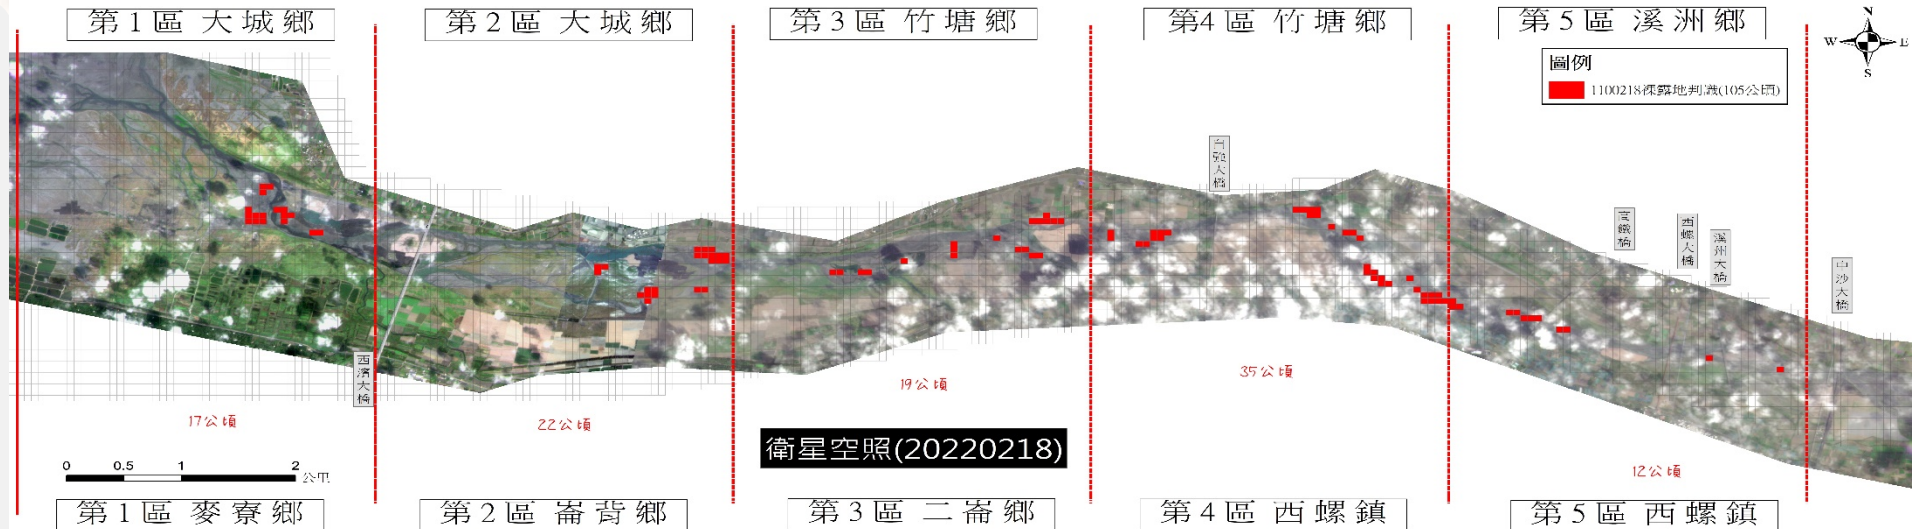 第1區 大城鄉
第2區 大城鄉
第3區 竹塘鄉
第4區 竹塘鄉
第5區 溪洲鄉
N
W
E
S
圖例
1100218裸露地判識(105公頃)
自強大橋
高鐵橋
西螺大橋
溪州大橋
中沙大橋
西濱大橋
17公頃
22公頃
19公頃
35公頃
12公頃
衛星空照(20220218)
0 0.5 1 2
公里
第1區 麥寮鄉
第2區 崙背鄉
第3區 二崙鄉
第4區 西螺鎮
第5區 西螺鎮